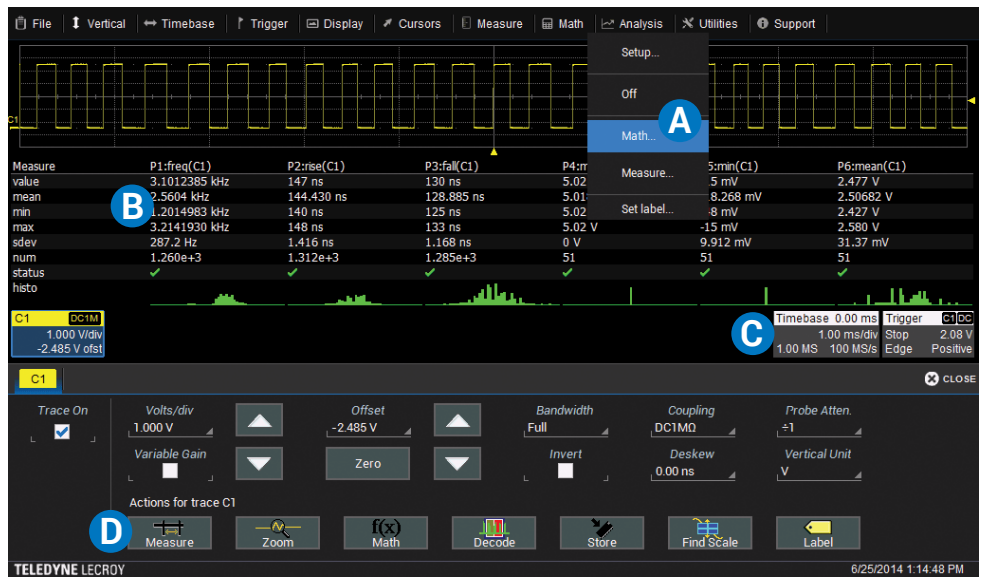 File Vertical Timebase Trigger Display Cursors Measure Math Analysis Utilities Support
Setup...
Off
A
Math...
Measure...
Set label...
C1
Measure P1:freq(C1) P2:rise(C1) P3:fall(C1) P4:m 5:min(C1) P6:mean(C1)
value 3.1012385 kHz 147 ns 130 ns 5.02 .5 mV 2.477 V
mean 2.5604 kHz 144.430 ns 128.885 ns 5.01 8.268 mV 2.50682 V
B
min 1.2014983 kHz 140 ns 125 ns 5.02 -8 mV 2.427 V
max 3.2141930 kHz 148 ns 133 ns 5.02 V -15 mV 2.580 V
sdev 287.2 Hz 1.416 ns 1.168 ns 0 V 9.912 mV 31.37 mV
num 1.260e+3 1.312e+3 1.285e+3 51 51 51
status
histo
C1 DC1M
1.000 V/div
-2.485 V ofst
C
Timebase 0.00 ms
1.00 ms/div
1.00 MS 100 MS/s
Trigger C1 DC
Stop 2.08 V
Edge Positive
C1 CLOSE
Trace On Volts/div Offset Bandwidth Coupling Probe Atten.
1.000 V -2.485 V Full DC1MΩ ÷1
Variable Gain Zero Invert Deskew Vertical Unit
0.00 ns V
Actions for trace C1
D
Measure Zoom f(x) Math Decode Store Find Scale Label
TELEDYNE LECROY 6/25/2014 1:14:48 PM